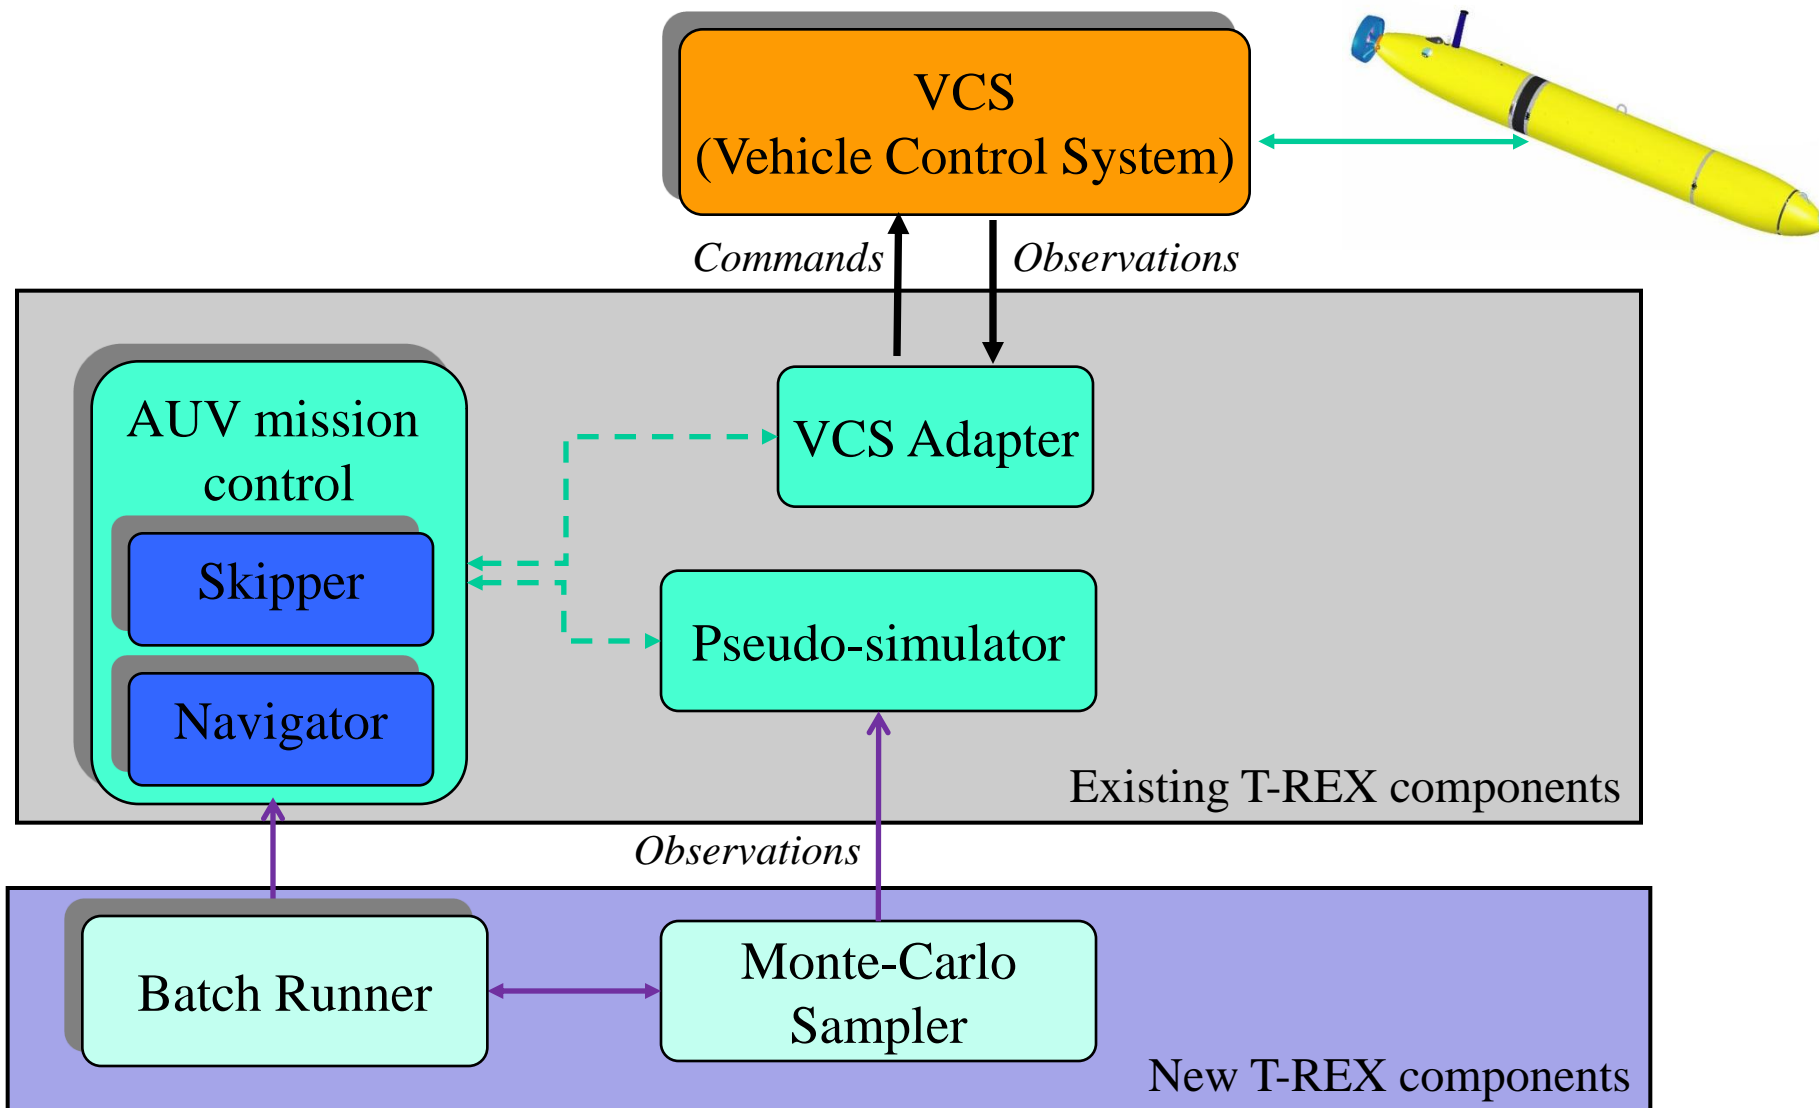 VCS
(Vehicle Control System)
Commands
Observations
AUV mission
control
VCS Adapter
Skipper
Pseudo-simulator
Navigator
Existing T-REX components
Observations
Batch Runner
Monte-Carlo
Sampler
New T-REX components